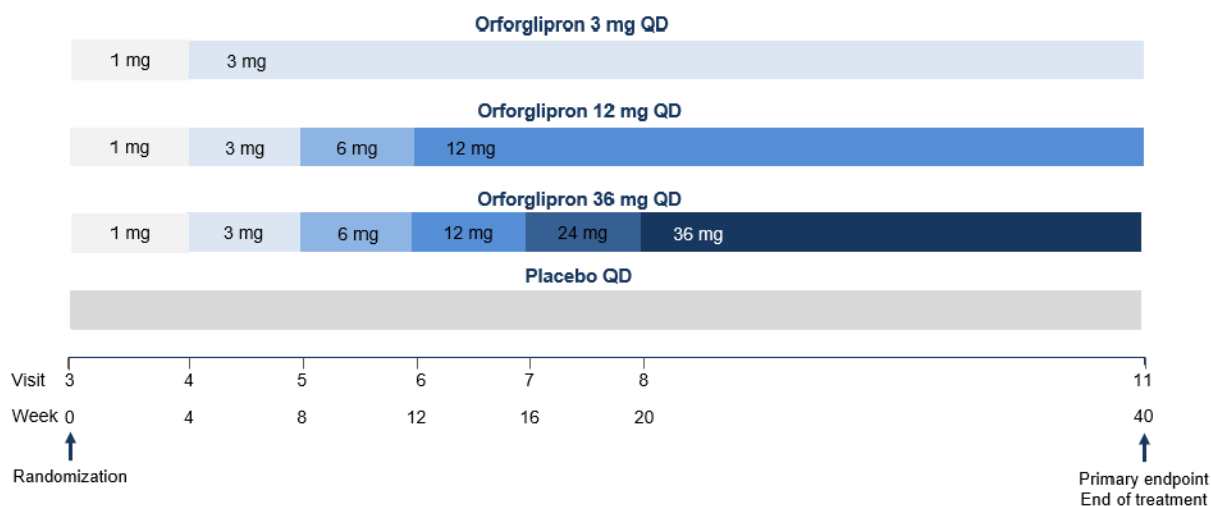 Orforglipron 3 mg QD
1 mg 3 mg
Orforglipron 12 mg QD
1 mg 3 mg 6 mg 12 mg
Orforglipron 36 mg QD
1 mg 3 mg 6 mg 12 mg 24 mg 36 mg
Placebo QD
Visit 3 4 5 6 7 8 11
Week 0 4 8 12 16 20 40
Randomization
Primary endpoint
End of treatment